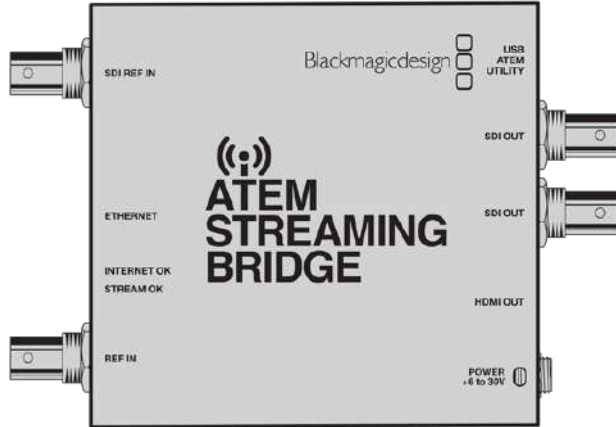 Blackmagicdesign
USB
ATEM
UTILITY
SDI REF IN
SDI OUT
ATEM
STREAMING
BRIDGE
ETHERNET
SDI OUT
INTERNET OK
STREAM OK
HDMI OUT
REF IN
POWER
+6 to 30V